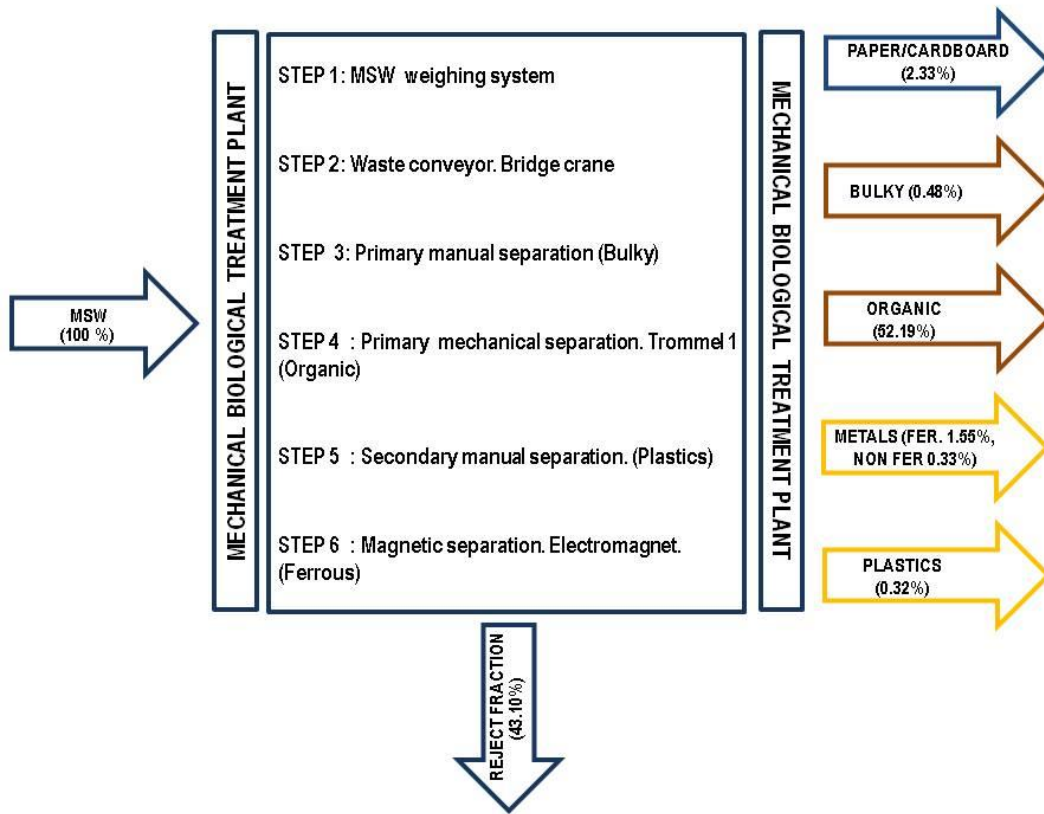 MSW
(100 %)
MECHANICAL BIOLOGICAL TREATMENT PLANT
STEP 1: MSW weighing system
STEP 2: Waste conveyor. Bridge crane
STEP 3: Primary manual separation (Bulky)
STEP 4 : Primary mechanical separation. Trommel 1
(Organic)
STEP 5 : Secondary manual separation. (Plastics)
STEP 6 : Magnetic separation. Electromagnet.
(Ferrous)
MECHANICAL BIOLOGICAL TREATMENT PLANT
PAPER/CARDBOARD
(2.33%)
BULKY (0.48%)
ORGANIC
(52.19%)
METALS (FER. 1.55%,
NON FER 0.33%)
PLASTICS
(0.32%)
REJECT FRACTION
(43.10%)